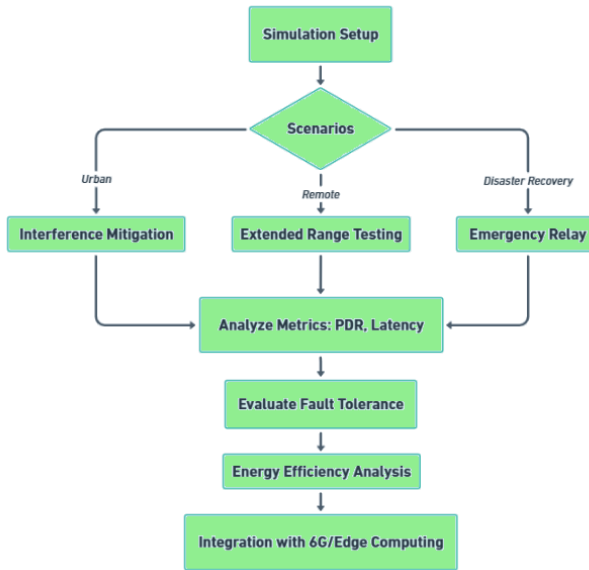 Simulation Setup
Scenarios
Urban
Remote
Disaster Recovery
Interference Mitigation
Extended Range Testing
Emergency Relay
Analyze Metrics: PDR, Latency
Evaluate Fault Tolerance
Energy Efficiency Analysis
Integration with 6G/Edge Computing